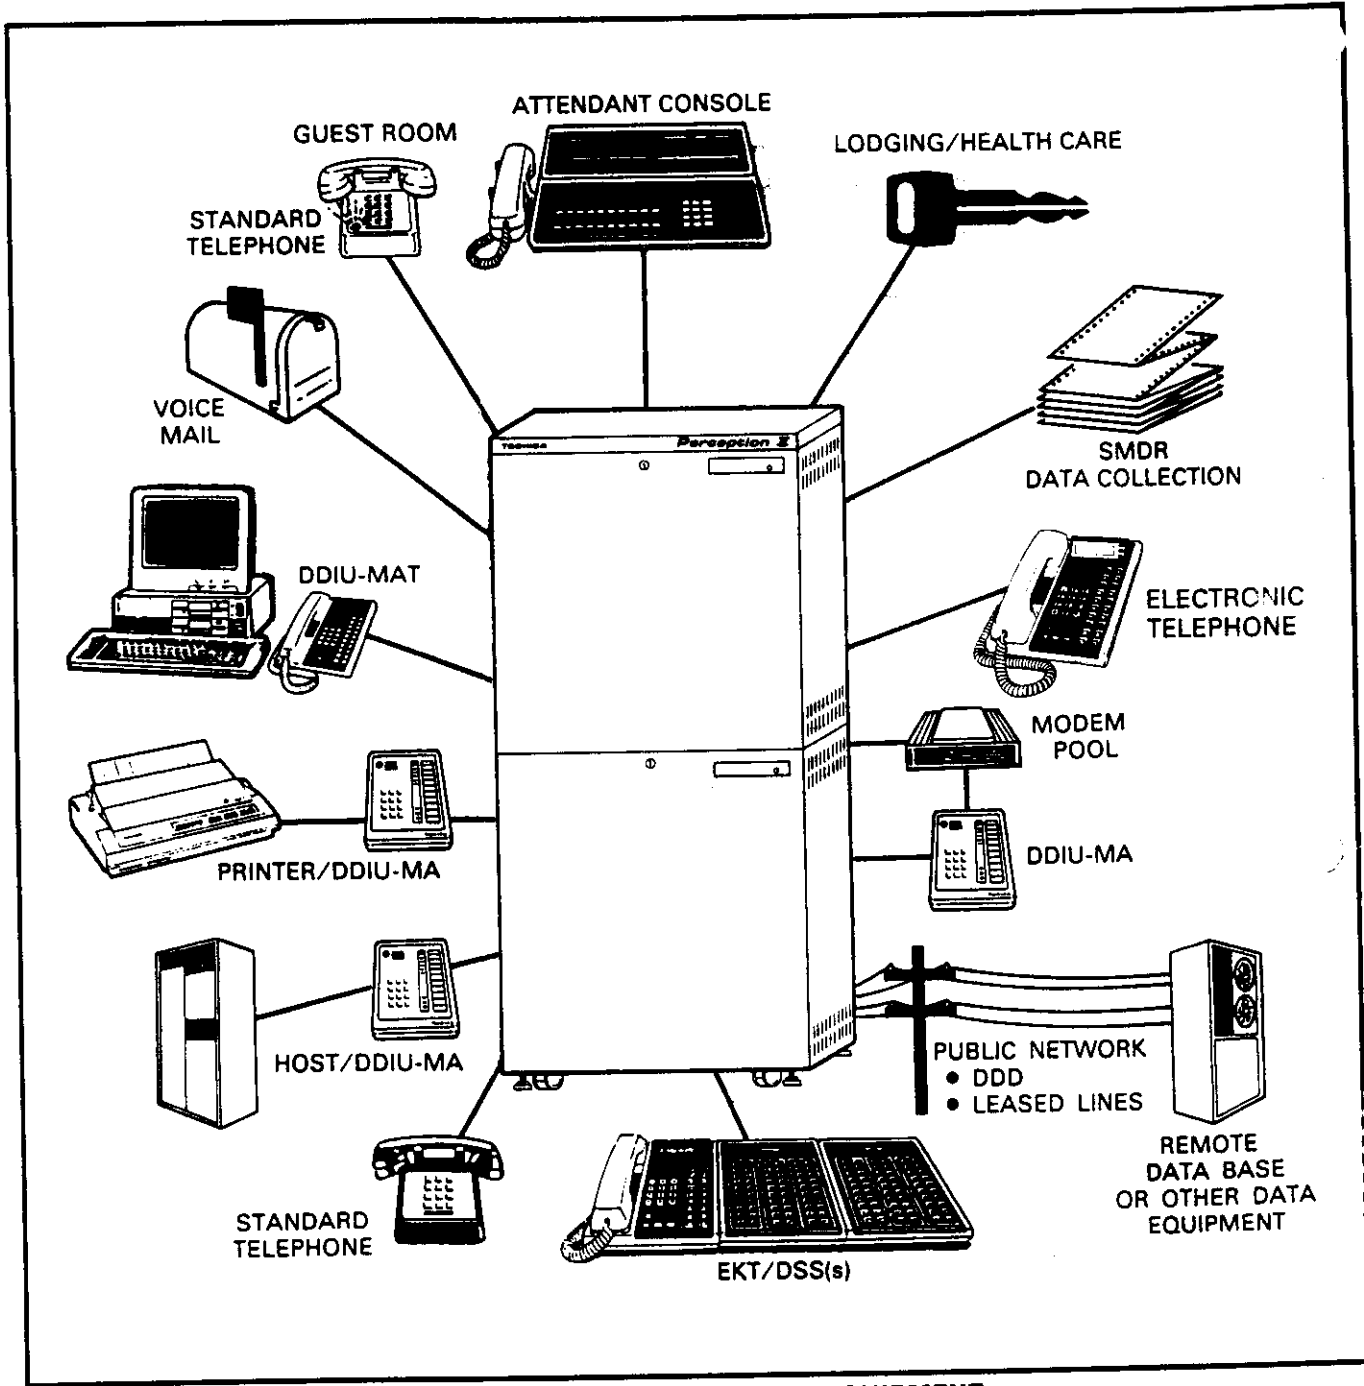 ATTENDANT CONSOLE
GUEST ROOM
LODGING/HEALTH CARE
STANDARD
TELEPHONE
VOICE
MAIL
TOSHIBA
Perception II
SMDR
DATA COLLECTION
DDIU-MAT
ELECTRONIC
TELEPHONE
MODEM
POOL
PRINTER/DDIU-MA
DDIU-MA
HOST/DDIU-MA
PUBLIC NETWORK
● DDD
● LEASED LINES
REMOTE
DATA BASE
OR OTHER DATA
EQUIPMENT
STANDARD
TELEPHONE
EKT/DSS(s)